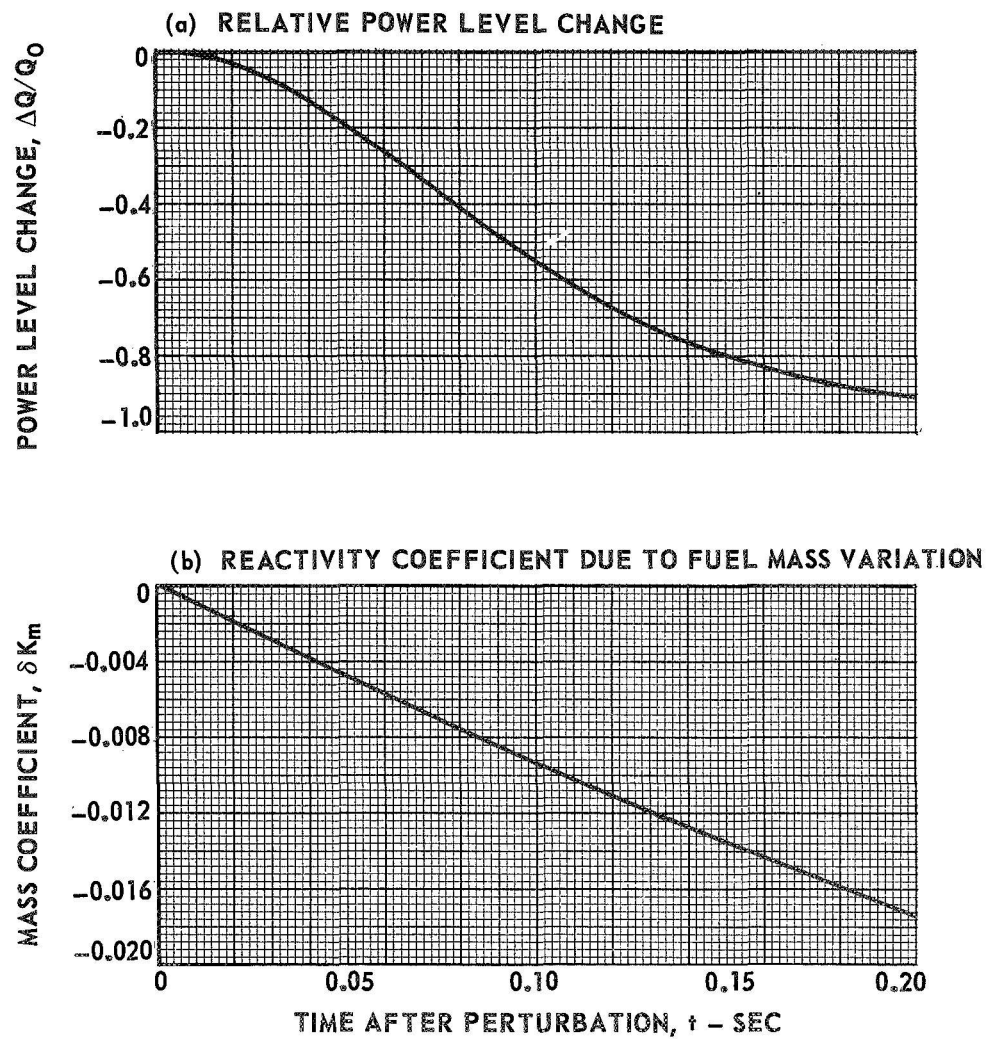 (a) RELATIVE POWER LEVEL CHANGE
POWER LEVEL CHANGE, ΔQ/Q0
0
-0.2
-0.4
-0.6
-0.8
-1.0
(b) REACTIVITY COEFFICIENT DUE TO FUEL MASS VARIATION
MASS COEFFICIENT, δKm
0
-0.004
-0.008
-0.012
-0.016
-0.020
0 0.05 0.10 0.15 0.20
TIME AFTER PERTURBATION, t - SEC